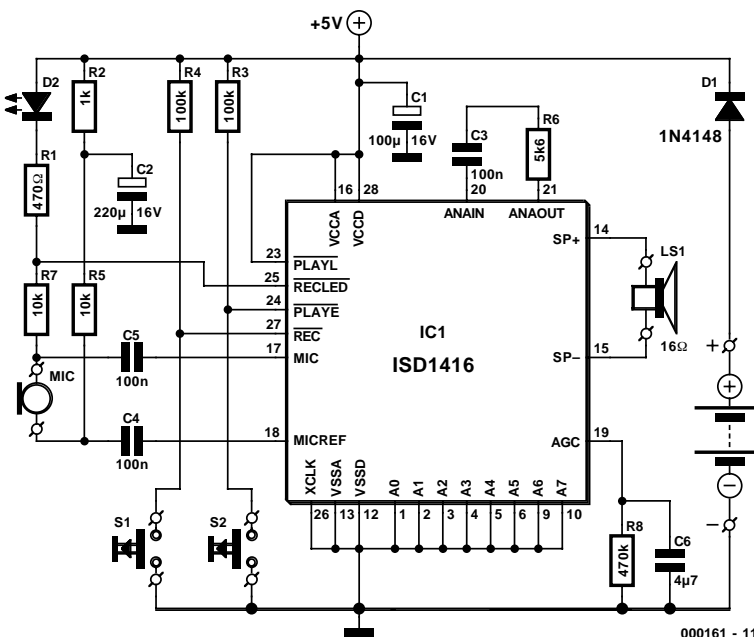 +5V
D2
R2
1k
R4
100k
R3
100k
C1
100µ 16V
C3
100n
R6
5k6
D1
1N4148
R1
470Ω
C2
220µ 16V
16 28
20
21
VCCA
VCCD
ANAIN
ANAOUT
SP+
14
LS1
16Ω
23
PLAYL
25
RECLED
24
PLAYE
27
REC
17
MIC
R7
10k
R5
10k
C5
100n
MIC
IC1
ISD1416
SP–
15
+
+
18
MICREF
C4
100n
AGC
19
–
–
XCLK
VSSA
VSSD
A0
A1
A2
A3
A4
A5
A6
A7
26 13 12 1 2 3 4 5 6 9 10
S1
S2
R8
470k
C6
4µ7
000161 - 11